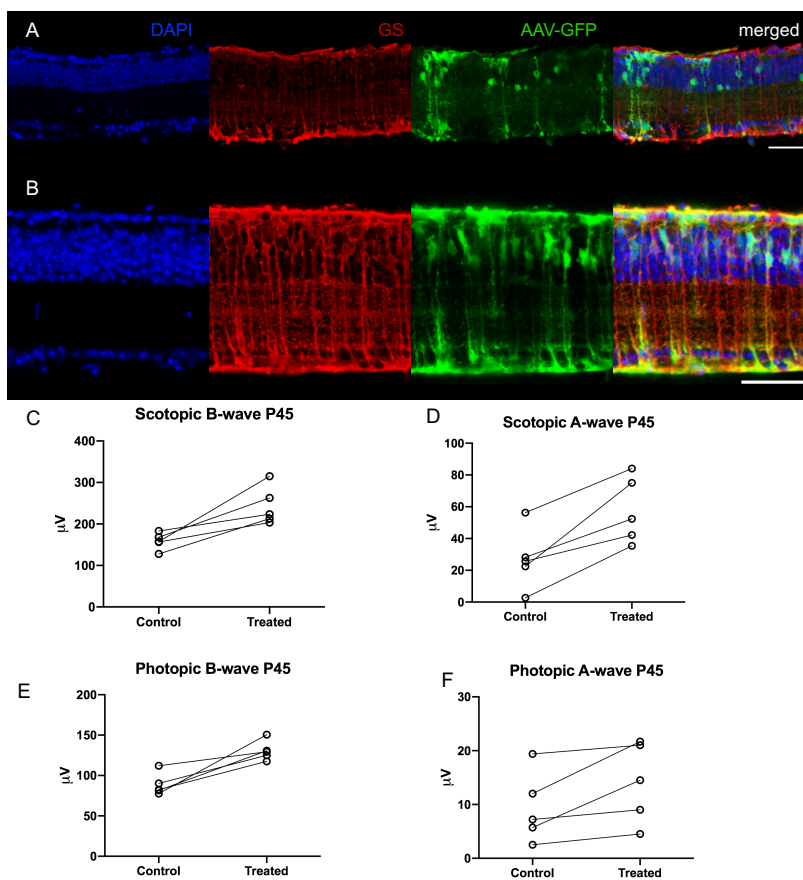 A DAPI GS AAV-GFP merged
B
C Scotopic B-wave P45
400
300
200
100
0
μV
Control Treated
D Scotopic A-wave P45
100
80
60
40
20
0
μV
Control Treated
E Photopic B-wave P45
200
150
100
50
0
μV
Control Treated
F Photopic A-wave P45
30
20
10
0
μV
Control Treated